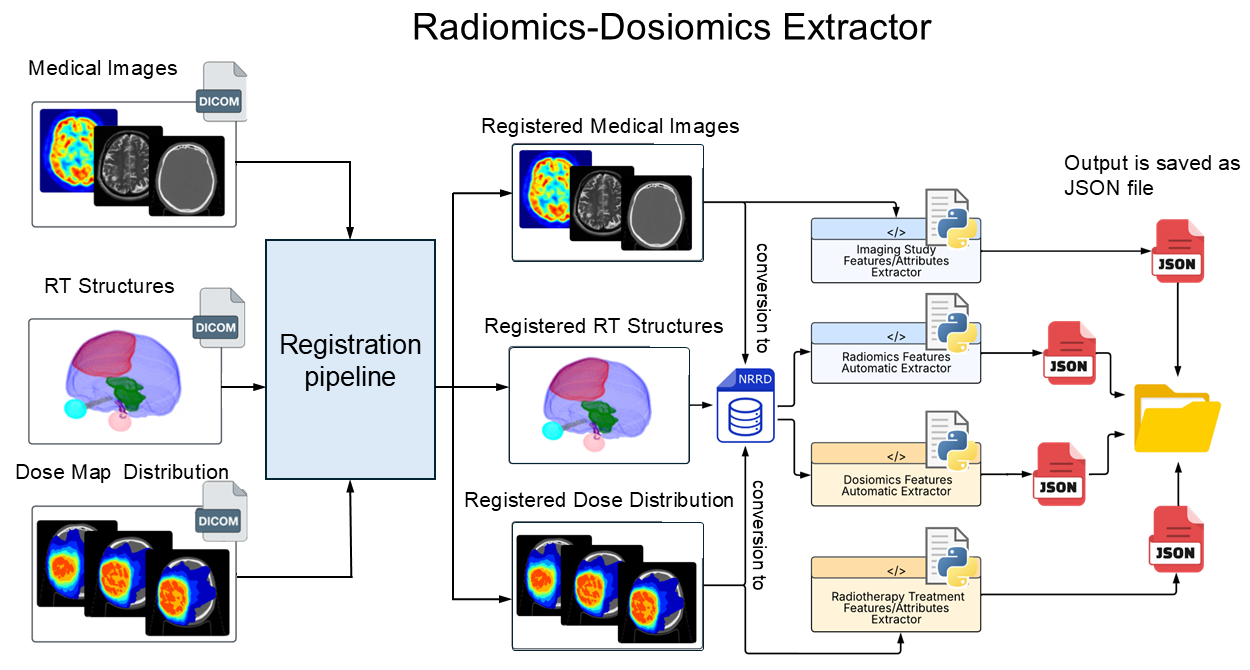 Radiomics-Dosiomics Extractor
Medical Images
DICOM
RT Structures
DICOM
Dose Map Distribution
DICOM
Registration
pipeline
Registered Medical Images
Registered RT Structures
Registered Dose Distribution
conversion to
NRRD
conversion to
</>
Imaging Study
Features/Attributes
Extractor
</>
Radiomics Features
Automatic Extractor
</>
Dosiomics Features
Automatic Extractor
</>
Radiotherapy Treatment
Features/Attributes
Extractor
Output is saved as
JSON file
JSON
JSON
JSON
JSON